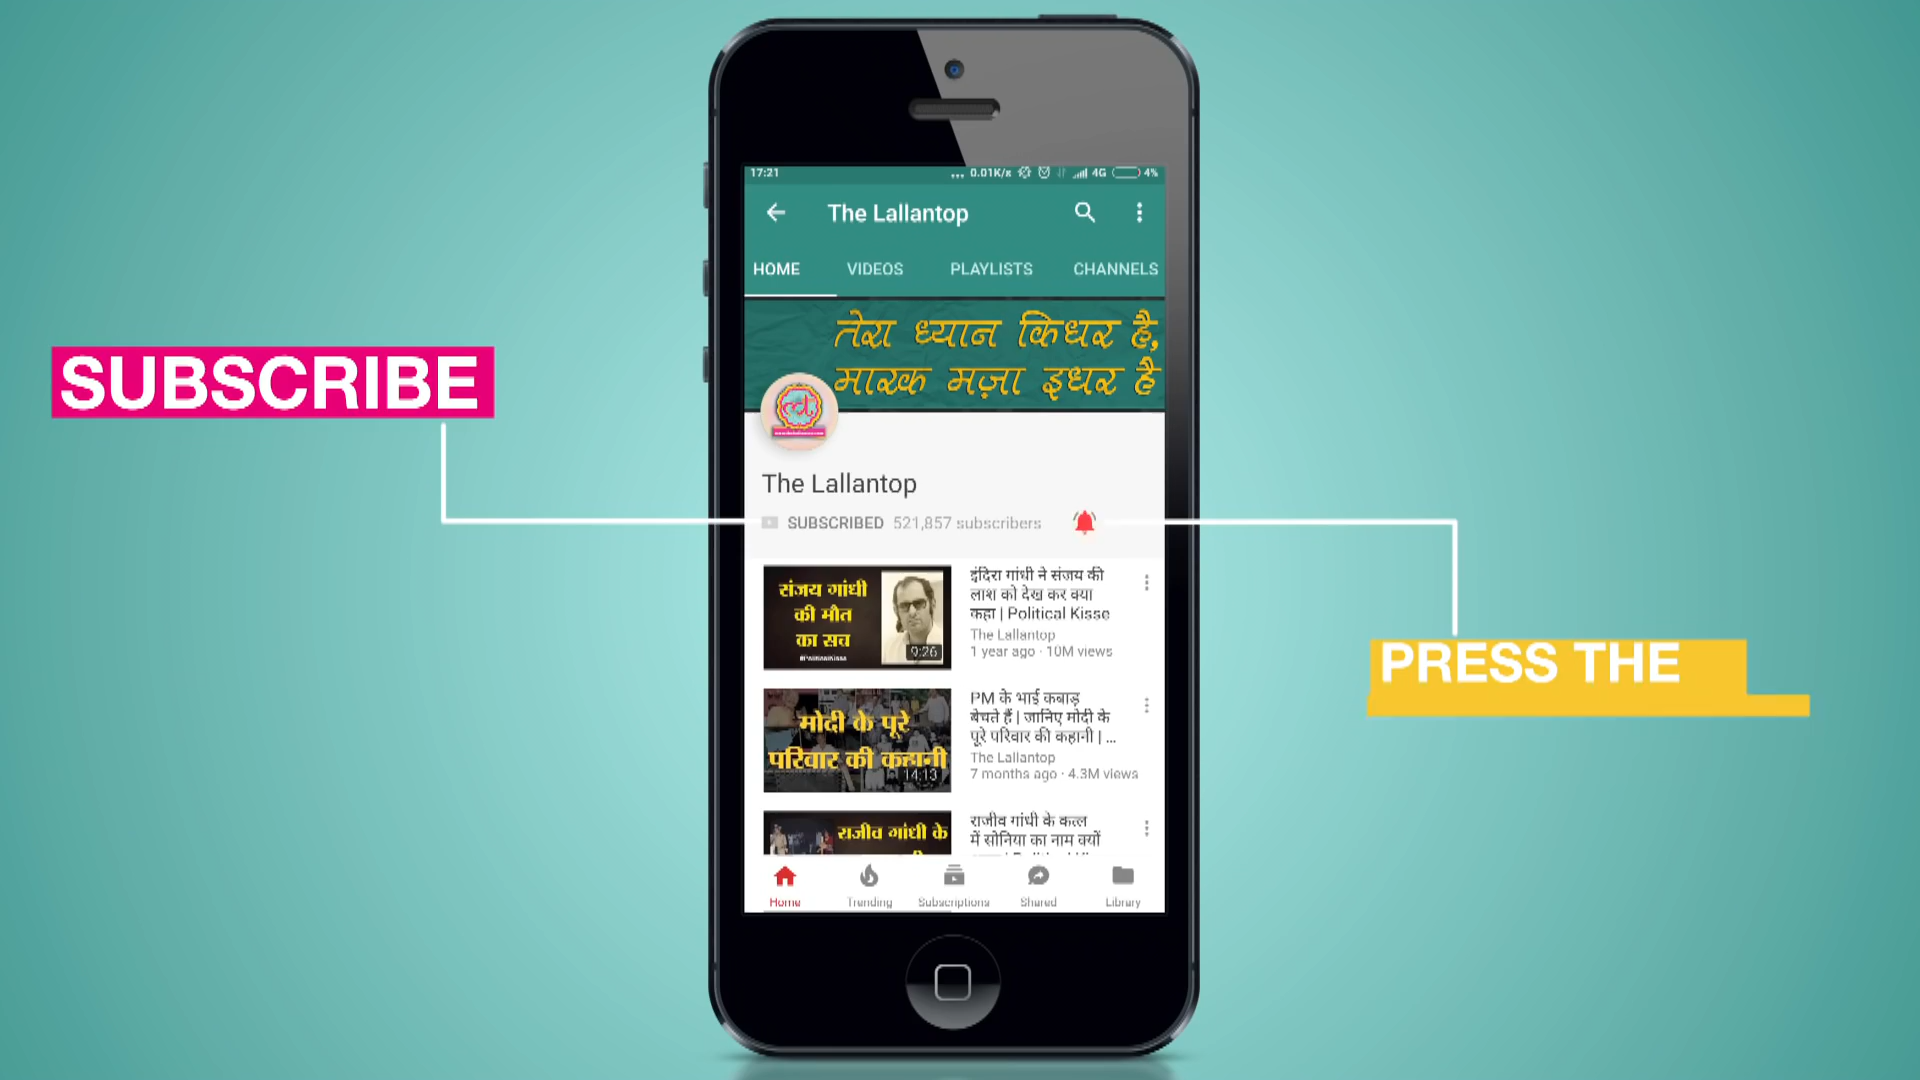 17:21 ... 0.01K/s 4G 4%
The Lallantop
HOME VIDEOS PLAYLISTS CHANNELS
तेरा ध्यान किधर है,
मारक मज़ा इधर है
SUBSCRIBE
The Lallantop
SUBSCRIBED 521,857 subscribers
संजय गांधी
की मौत
का सच
9:26
इंदिरा गांधी ने संजय की
लाश को देख कर क्या
कहा | Political Kisse
The Lallantop
1 year ago · 10M views
PRESS THE
मोदी के पूरे
परिवार की कहानी
14:13
PM के भाई कबाड़
बेचते हैं | जानिए मोदी के
पूरे परिवार की कहानी | ...
The Lallantop
7 months ago · 4.3M views
राजीव गांधी के
राजीव गांधी के कत्ल
में सोनिया का नाम क्यों
Home Trending Subscriptions Shared Library